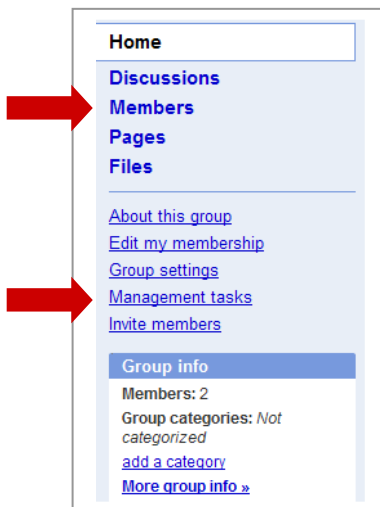 Home
Discussions
Members
Pages
Files
About this group
Edit my membership
Group settings
Management tasks
Invite members
Group info
Members: 2
Group categories: Not
categorized
add a category
More group info »